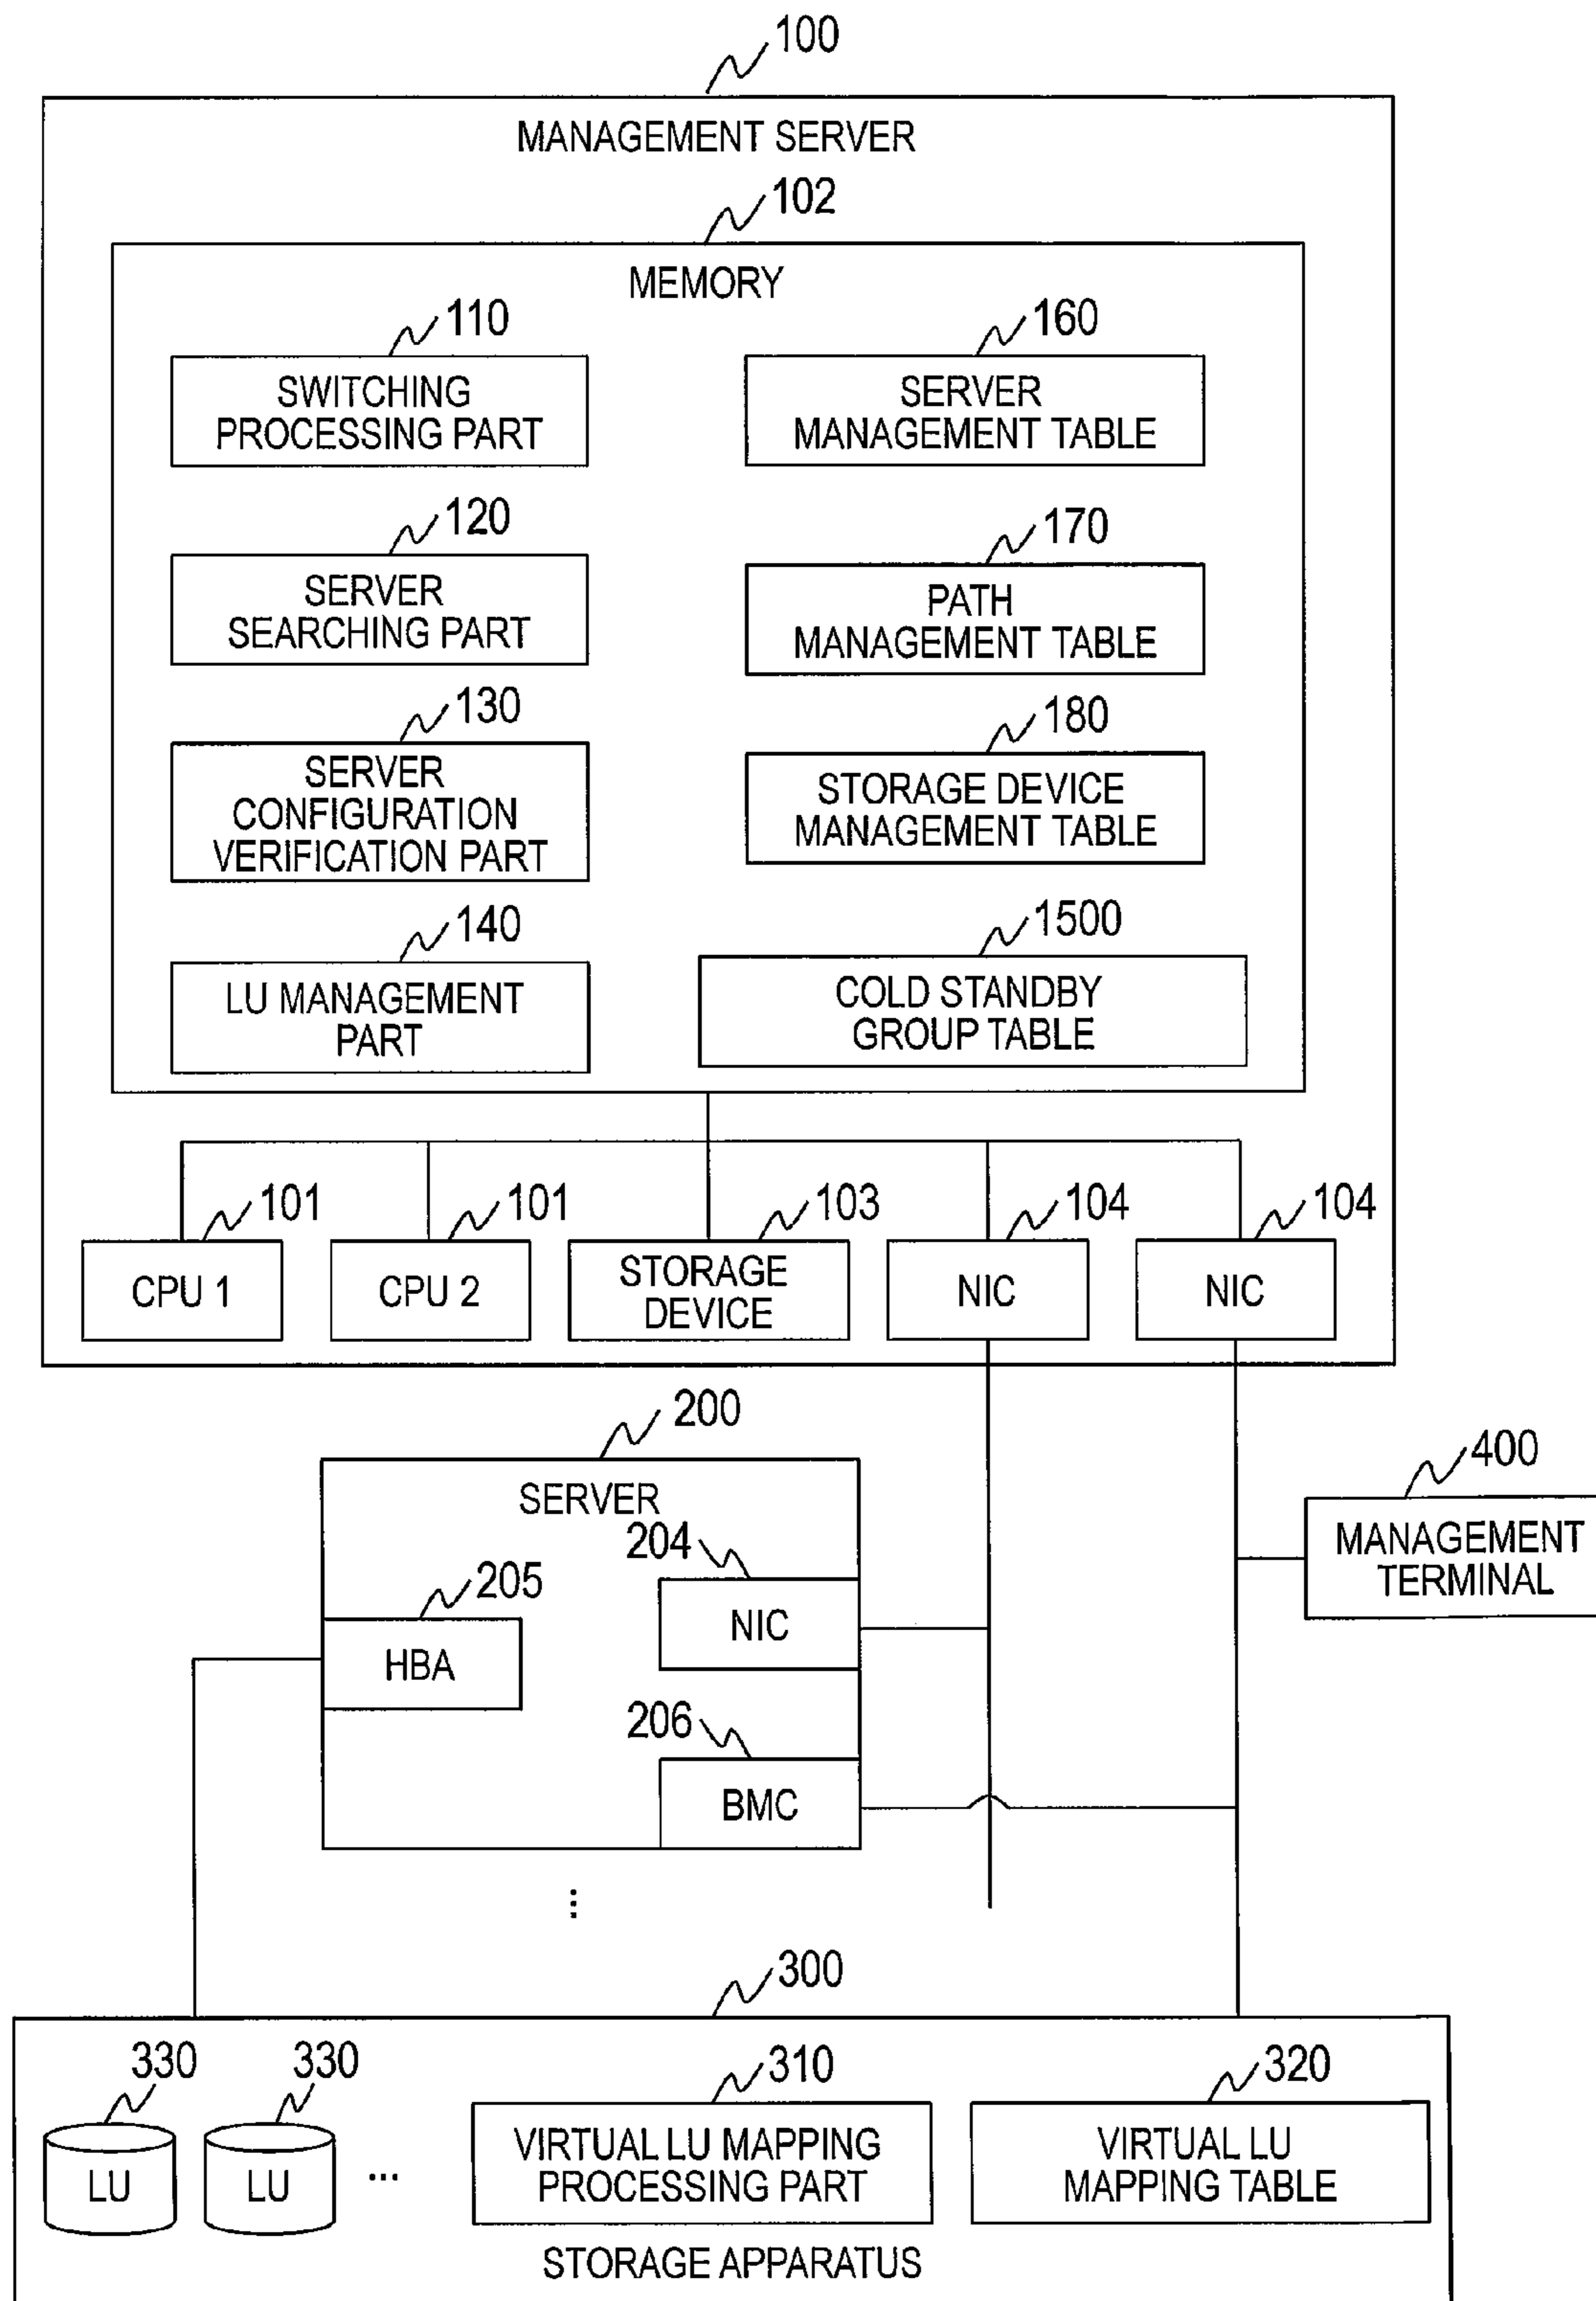 100
MANAGEMENT SERVER
102
MEMORY
110
SWITCHING
PROCESSING PART
160
SERVER
MANAGEMENT TABLE
120
SERVER
SEARCHING PART
170
PATH
MANAGEMENT TABLE
130
SERVER
CONFIGURATION
VERIFICATION PART
180
STORAGE DEVICE
MANAGEMENT TABLE
140
LU MANAGEMENT
PART
1500
COLD STANDBY
GROUP TABLE
101
CPU 1
101
CPU 2
103
STORAGE
DEVICE
104
NIC
104
NIC
200
SERVER
204
NIC
205
HBA
206
BMC
400
MANAGEMENT
TERMINAL
...
300
330
LU
330
LU
...
310
VIRTUAL LU MAPPING
PROCESSING PART
320
VIRTUAL LU
MAPPING TABLE
STORAGE APPARATUS